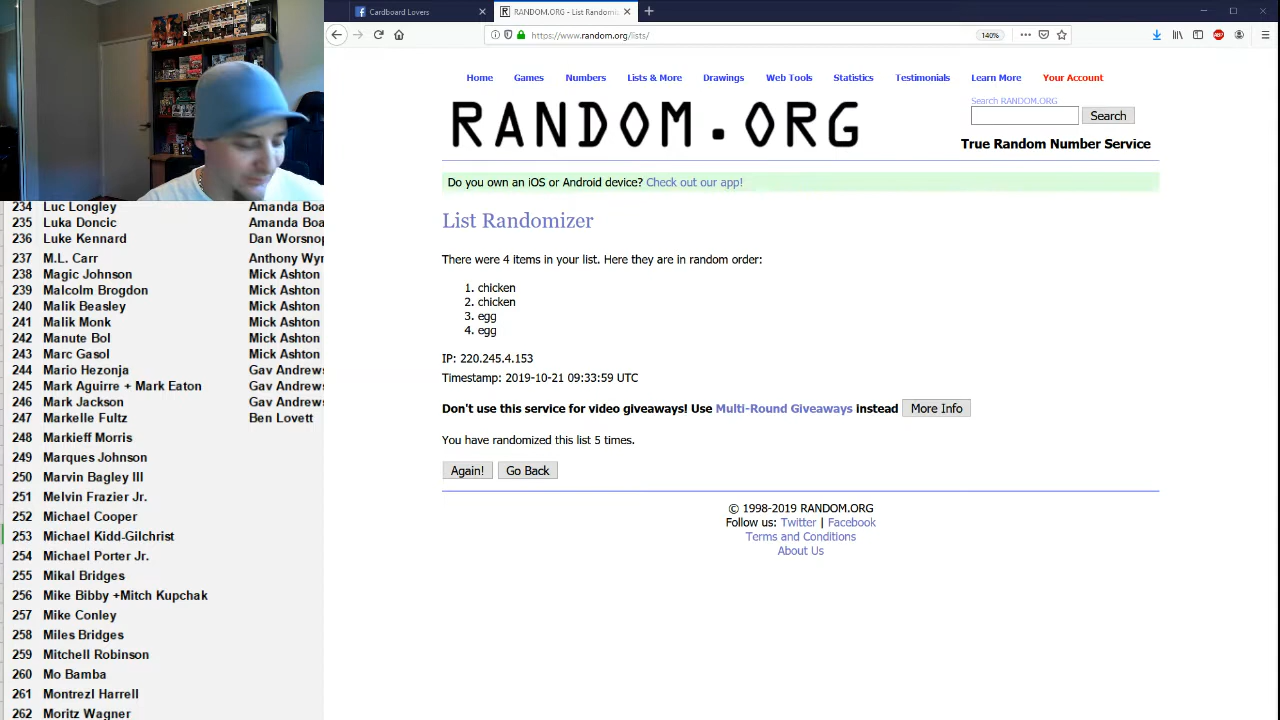 Cardboard Lovers
RANDOM.ORG - List Randomiz
https://www.random.org/lists/
140%
Home Games Numbers Lists & More Drawings Web Tools Statistics Testimonials Learn More Your Account
RANDOM.ORG
Search RANDOM.ORG
Search
True Random Number Service
Do you own an iOS or Android device? Check out our app!
List Randomizer
There were 4 items in your list. Here they are in random order:
1. chicken
2. chicken
3. egg
4. egg
IP: 220.245.4.153
Timestamp: 2019-10-21 09:33:59 UTC
Don't use this service for video giveaways! Use Multi-Round Giveaways instead More Info
You have randomized this list 5 times.
Again! Go Back
© 1998-2019 RANDOM.ORG
Follow us: Twitter | Facebook
Terms and Conditions
About Us
234 Luc Longley Amanda Boa
235 Luka Doncic Amanda Boa
236 Luke Kennard Dan Worsnop
237 M.L. Carr Anthony Wyn
238 Magic Johnson Mick Ashton
239 Malcolm Brogdon Mick Ashton
240 Malik Beasley Mick Ashton
241 Malik Monk Mick Ashton
242 Manute Bol Mick Ashton
243 Marc Gasol Mick Ashton
244 Mario Hezonja Gav Andrews
245 Mark Aguirre + Mark Eaton Gav Andrews
246 Mark Jackson Gav Andrews
247 Markelle Fultz Ben Lovett
248 Markieff Morris
249 Marques Johnson
250 Marvin Bagley III
251 Melvin Frazier Jr.
252 Michael Cooper
253 Michael Kidd-Gilchrist
254 Michael Porter Jr.
255 Mikal Bridges
256 Mike Bibby +Mitch Kupchak
257 Mike Conley
258 Miles Bridges
259 Mitchell Robinson
260 Mo Bamba
261 Montrezl Harrell
262 Moritz Wagner